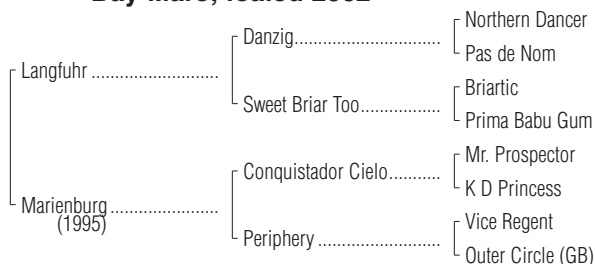 Bay Mare; foaled 2002
Northern Dancer
Danzig..................................
Pas de Nom
Langfuhr ..............................
Briartic
Sweet Briar Too...................
Prima Babu Gum
Mr. Prospector
Conquistador Cielo............
K D Princess
Marienburg..........................
(1995)
Vice Regent
Periphery .............................
Outer Circle (GB)